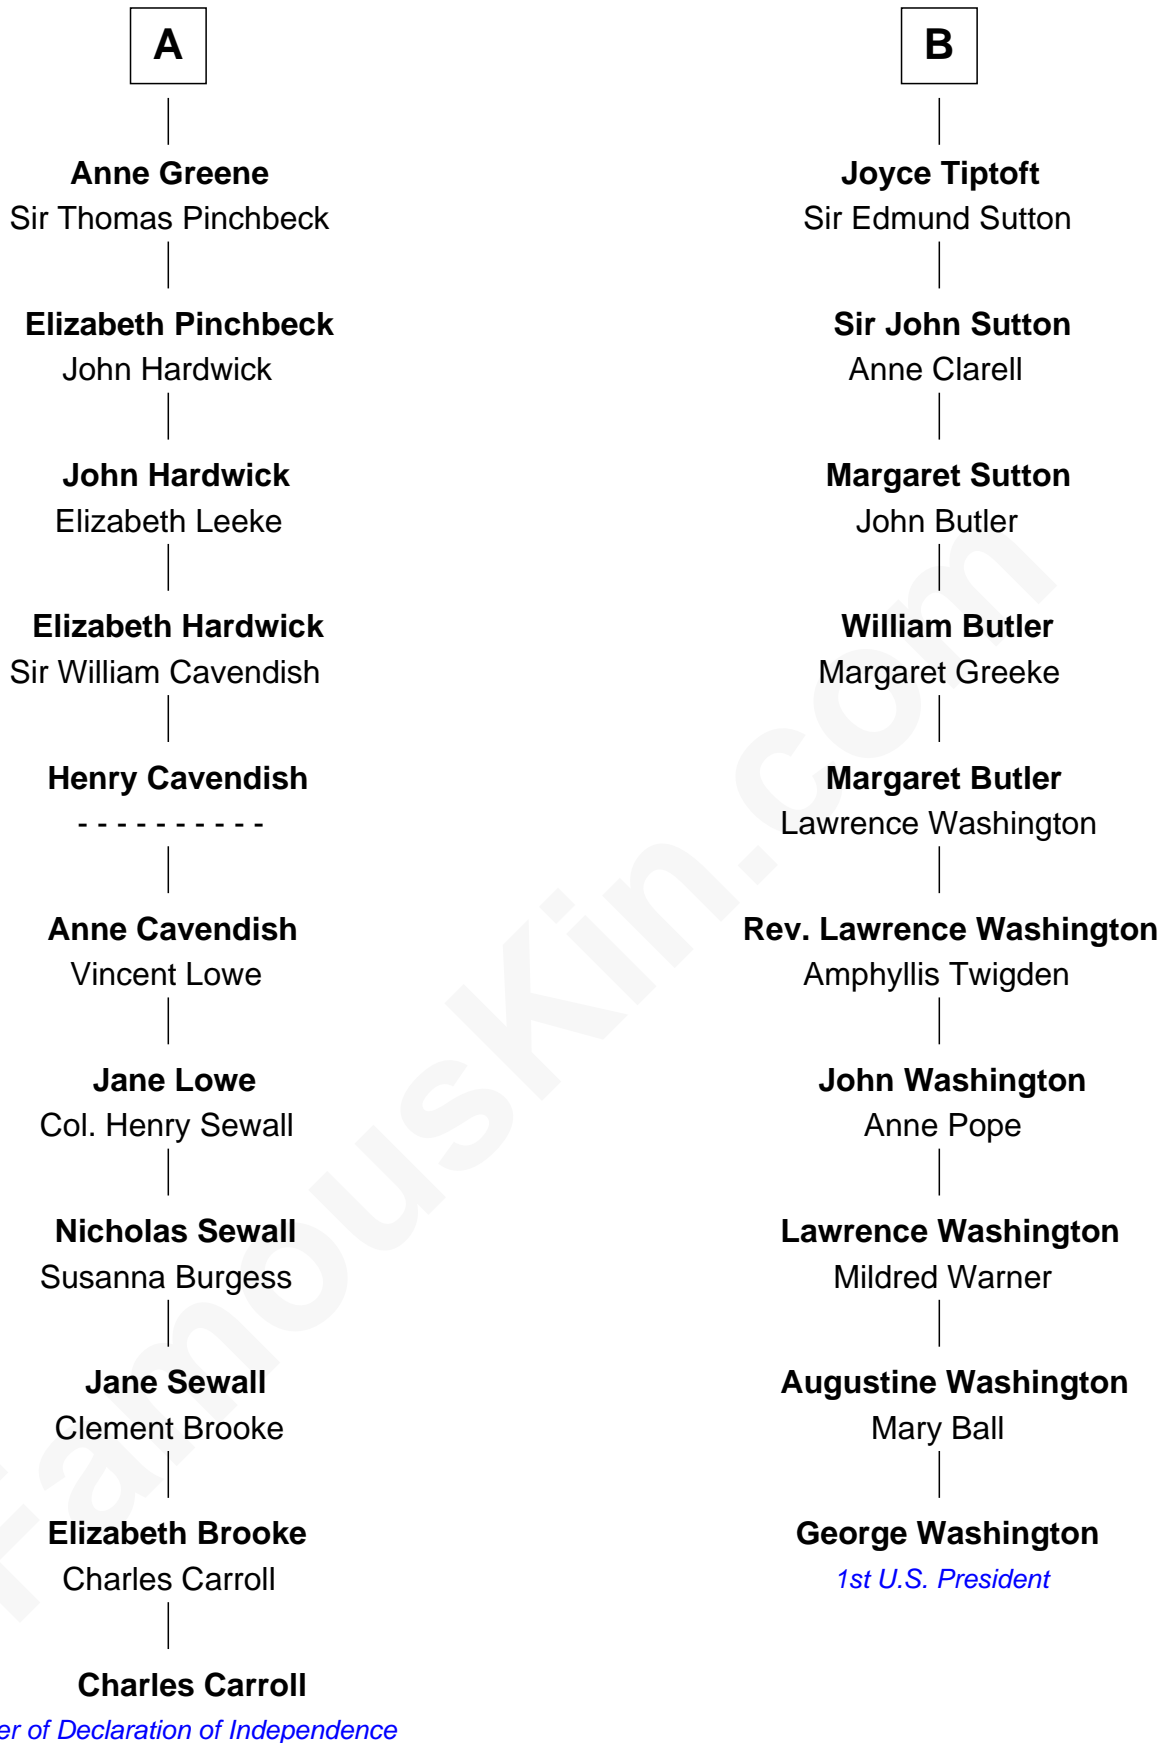 A
Anne Greene
Sir Thomas Pinchbeck
Elizabeth Pinchbeck
John Hardwick
John Hardwick
Elizabeth Leeke
Elizabeth Hardwick
Sir William Cavendish
Henry Cavendish
- - - - - - - - - -
Anne Cavendish
Vincent Lowe
Jane Lowe
Col. Henry Sewall
Nicholas Sewall
Susanna Burgess
Jane Sewall
Clement Brooke
Elizabeth Brooke
Charles Carroll
Charles Carroll
er of Declaration of Independence
B
Joyce Tiptoft
Sir Edmund Sutton
Sir John Sutton
Anne Clarell
Margaret Sutton
John Butler
William Butler
Margaret Greeke
Margaret Butler
Lawrence Washington
Rev. Lawrence Washington
Amphyllis Twigden
John Washington
Anne Pope
Lawrence Washington
Mildred Warner
Augustine Washington
Mary Ball
George Washington
1st U.S. President
FamousKin.com